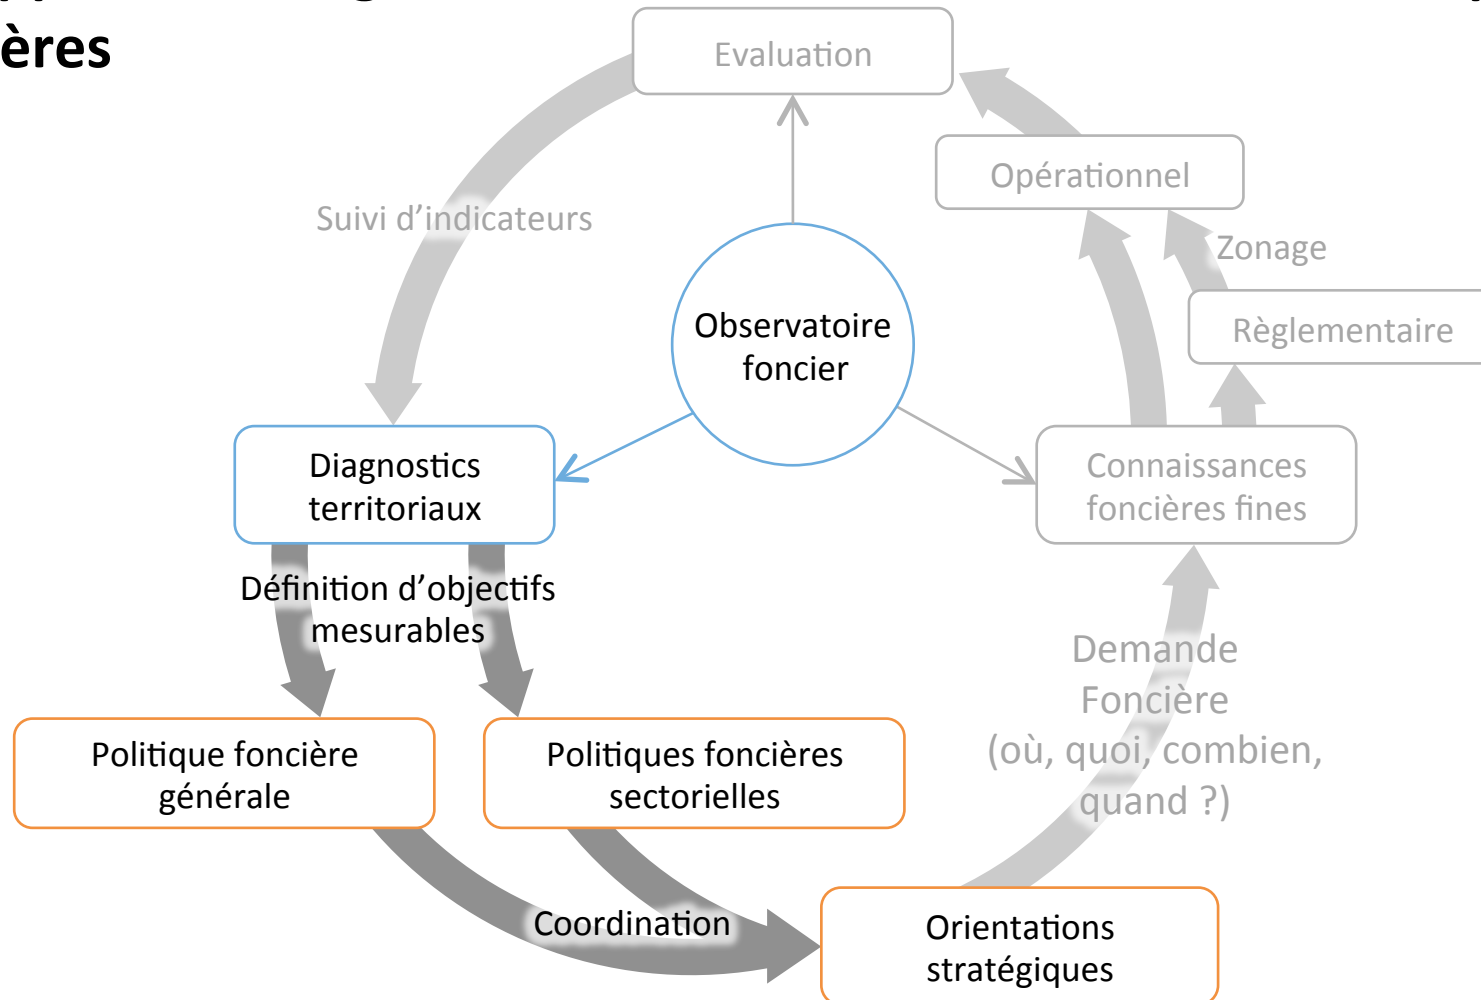 ères
Evaluation
Opérationnel
Suivi d’indicateurs
Zonage
Observatoire
foncier
Règlementaire
Diagnostics
territoriaux
Connaissances
foncières fines
Définition d’objectifs
mesurables
Demande
Foncière
(où, quoi, combien,
quand ?)
Politique foncière
générale
Politiques foncières
sectorielles
Coordination
Orientations
stratégiques